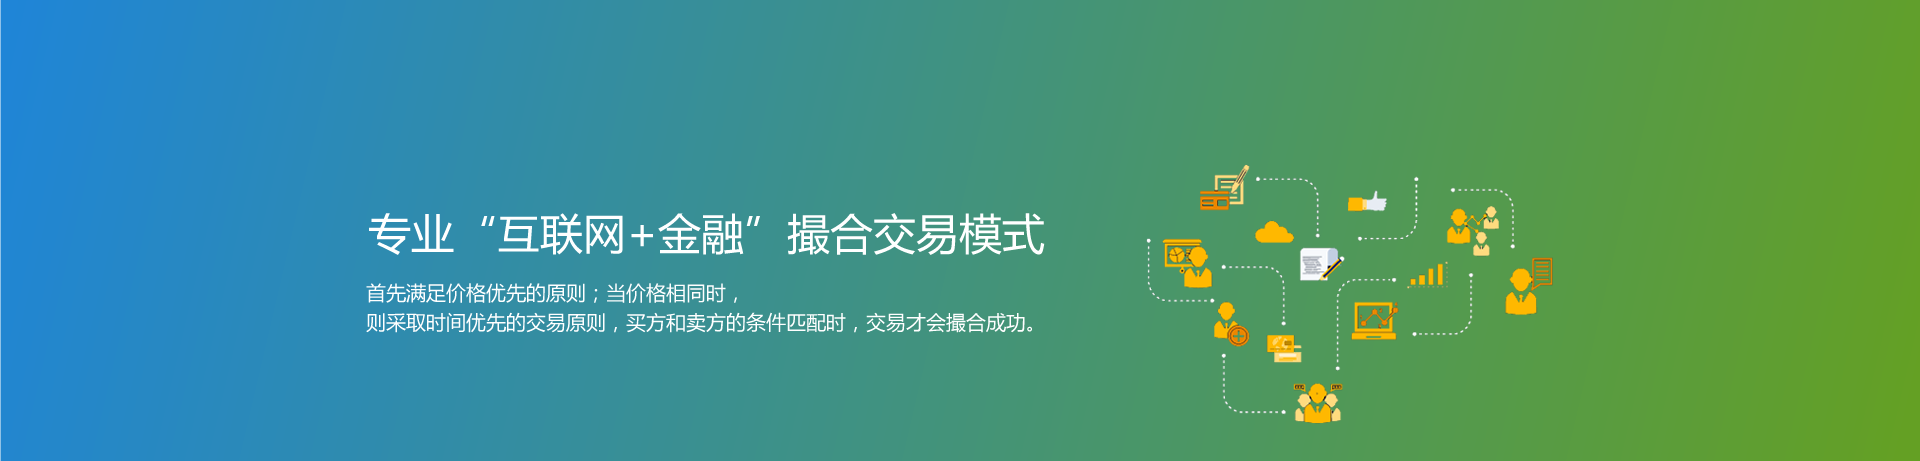 专业“互联网+金融”撮合交易模式
首先满足价格优先的原则；当价格相同时，
则采取时间优先的交易原则，买方和卖方的条件匹配时，交易才会撮合成功。